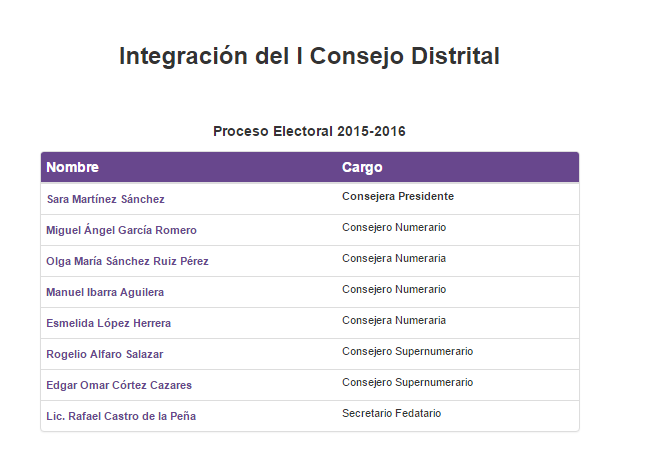 Integración del I Consejo Distrital
Proceso Electoral 2015-2016
Nombre Cargo
Sara Martínez Sánchez Consejera Presidente
Miguel Ángel García Romero Consejero Numerario
Olga María Sánchez Ruiz Pérez Consejera Numeraria
Manuel Ibarra Aguilera Consejero Numerario
Esmelida López Herrera Consejera Numeraria
Rogelio Alfaro Salazar Consejero Supernumerario
Edgar Omar Córtez Cazares Consejero Supernumerario
Lic. Rafael Castro de la Peña Secretario Fedatario